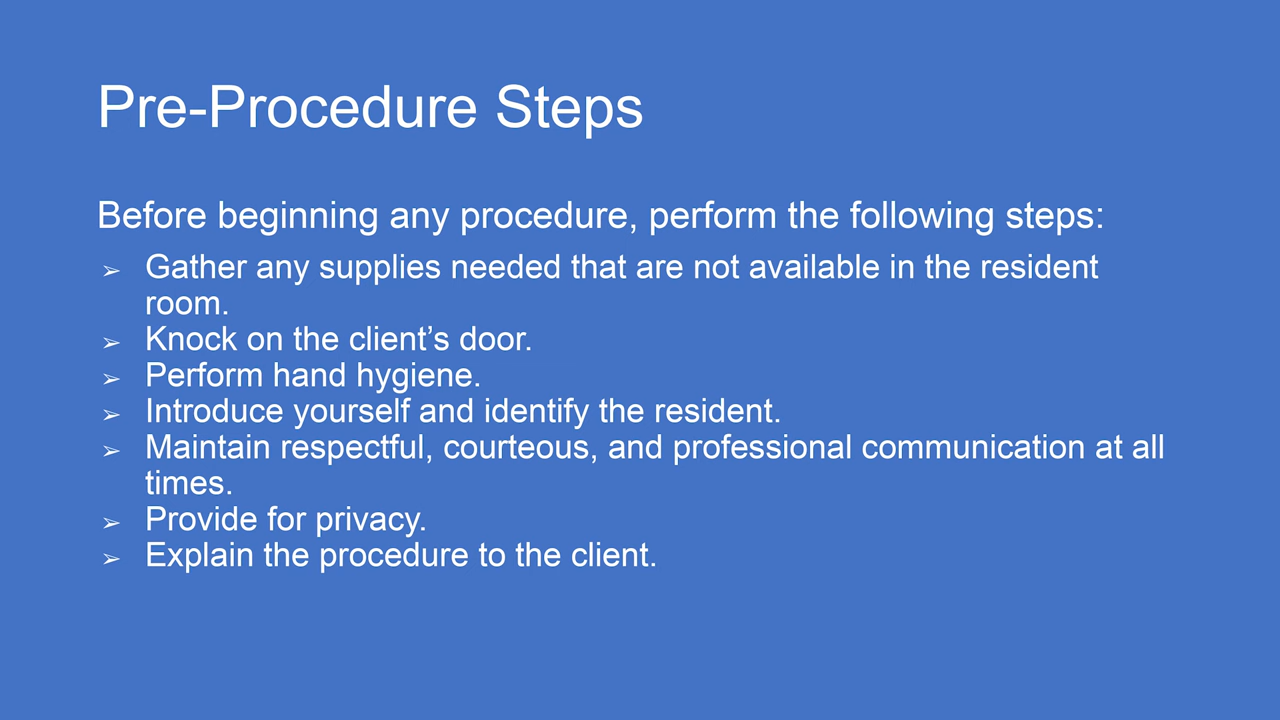 Pre-Procedure Steps
Before beginning any procedure, perform the following steps:
➢ Gather any supplies needed that are not available in the resident
room.
➢ Knock on the client’s door.
➢ Perform hand hygiene.
➢ Introduce yourself and identify the resident.
➢ Maintain respectful, courteous, and professional communication at all
times.
➢ Provide for privacy.
➢ Explain the procedure to the client.